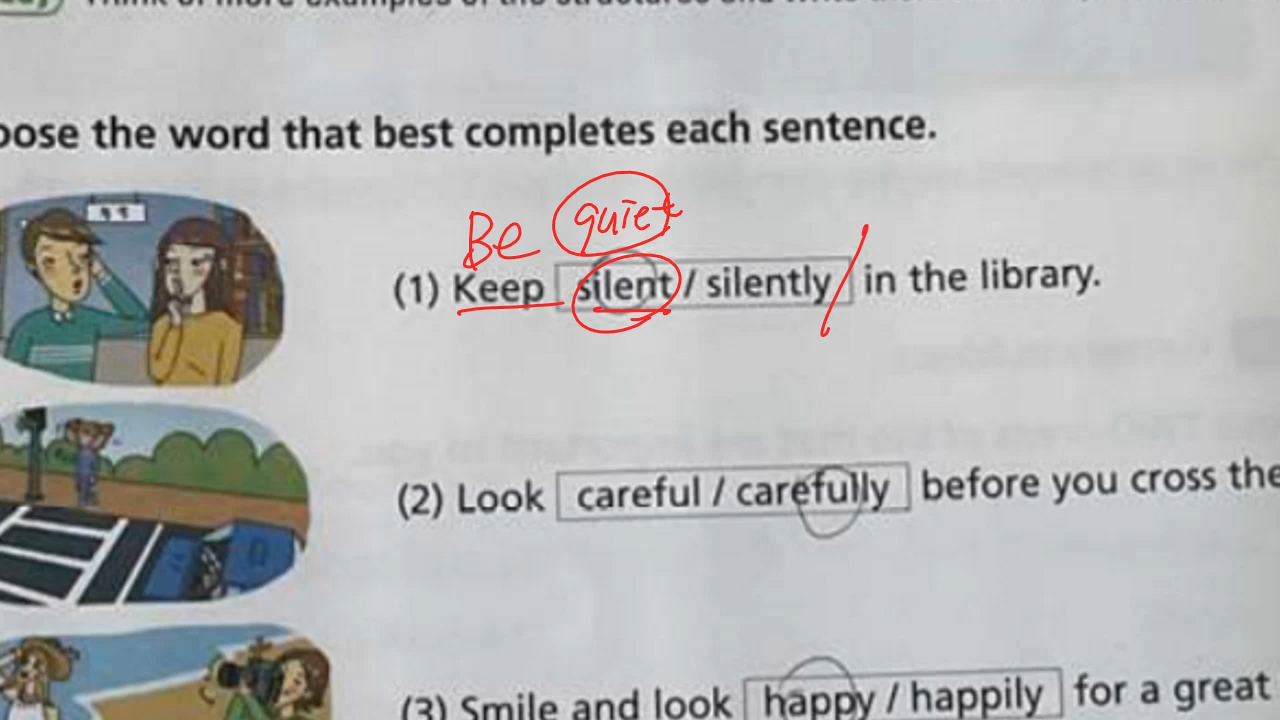 oose the word that best completes each sentence.
Be quiet
(1) Keep silent / silently in the library.
(2) Look careful / carefully before you cross the
(3) Smile and look happy / happily for a great